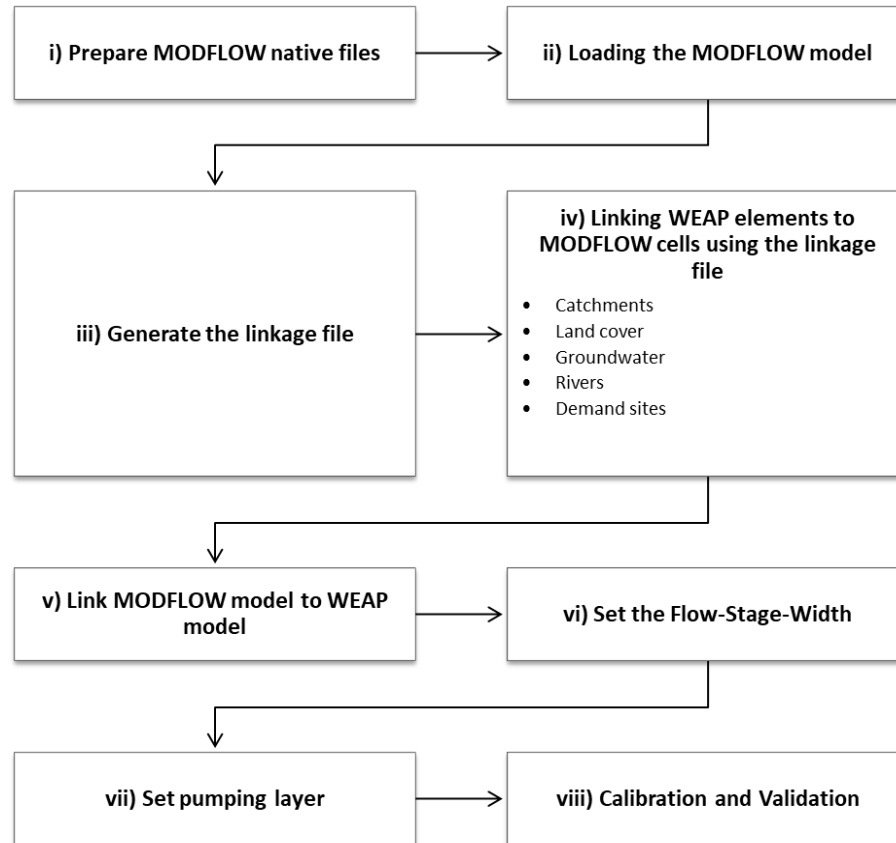 i) Prepare MODFLOW native files
ii) Loading the MODFLOW model
iii) Generate the linkage file
iv) Linking WEAP elements to
MODFLOW cells using the linkage
file
• Catchments
• Land cover
• Groundwater
• Rivers
• Demand sites
v) Link MODFLOW model to WEAP
model
vi) Set the Flow-Stage-Width
vii) Set pumping layer
viii) Calibration and Validation